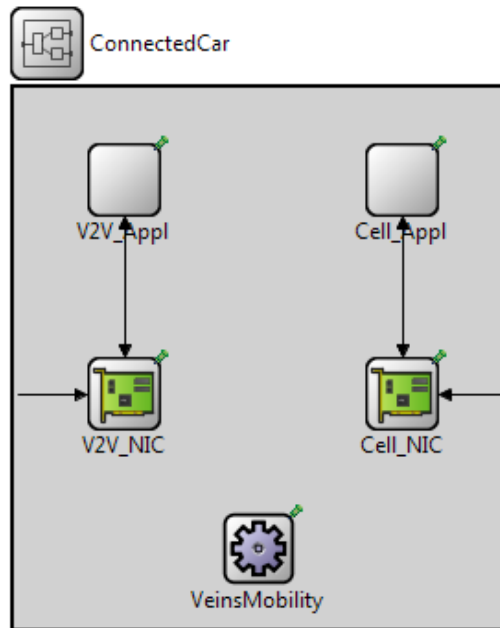 ConnectedCar
V2V_Appl
Cell_Appl
V2V_NIC
Cell_NIC
VeinsMobility